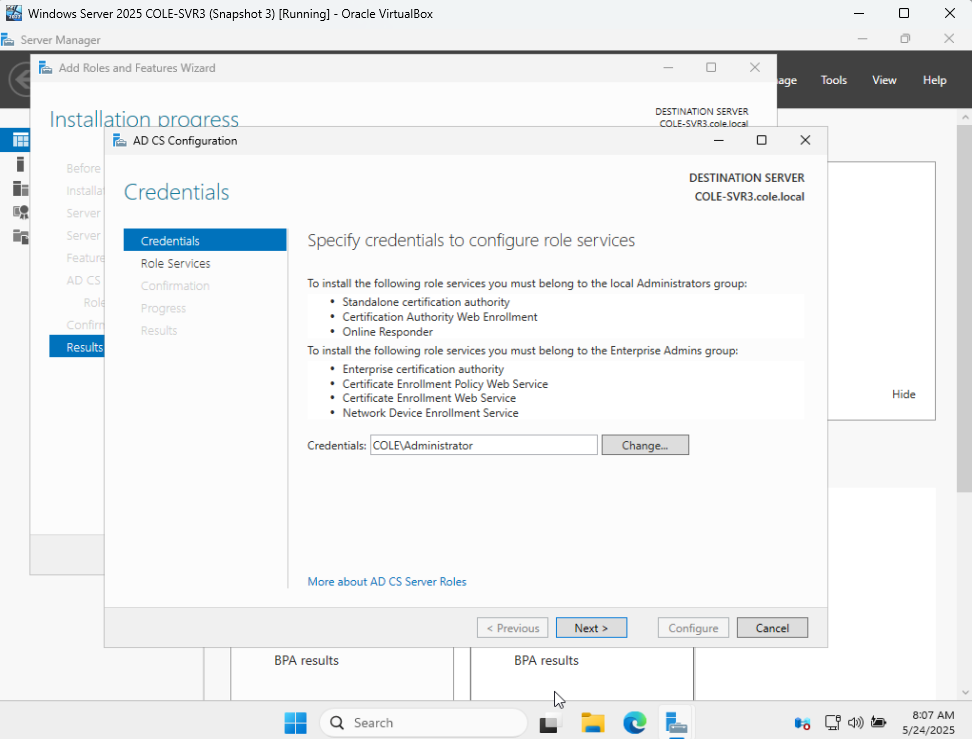 Windows Server 2025 COLE-SVR3 (Snapshot 3) [Running] - Oracle VirtualBox
Server Manager
Add Roles and Features Wizard
Tools
View
Help
Installation progress
DESTINATION SERVER
COLE-SVR3.cole.local
AD CS Configuration
Credentials
DESTINATION SERVER
COLE-SVR3.cole.local
Before
Server
Server
AD CS
Results
Credentials
Role Services
Confirmation
Progress
Results
Specify credentials to configure role services
To install the following role services you must belong to the local Administrators group:
• Standalone certification authority
• Certification Authority Web Enrollment
• Online Responder
To install the following role services you must belong to the Enterprise Admins group:
• Enterprise certification authority
• Certificate Enrollment Policy Web Service
• Certificate Enrollment Web Service
• Network Device Enrollment Service
Credentials: COLE\Administrator Change...
Hide
More about AD CS Server Roles
< Previous Next > Configure Cancel
BPA results
BPA results
Search
8:07 AM
5/24/2025